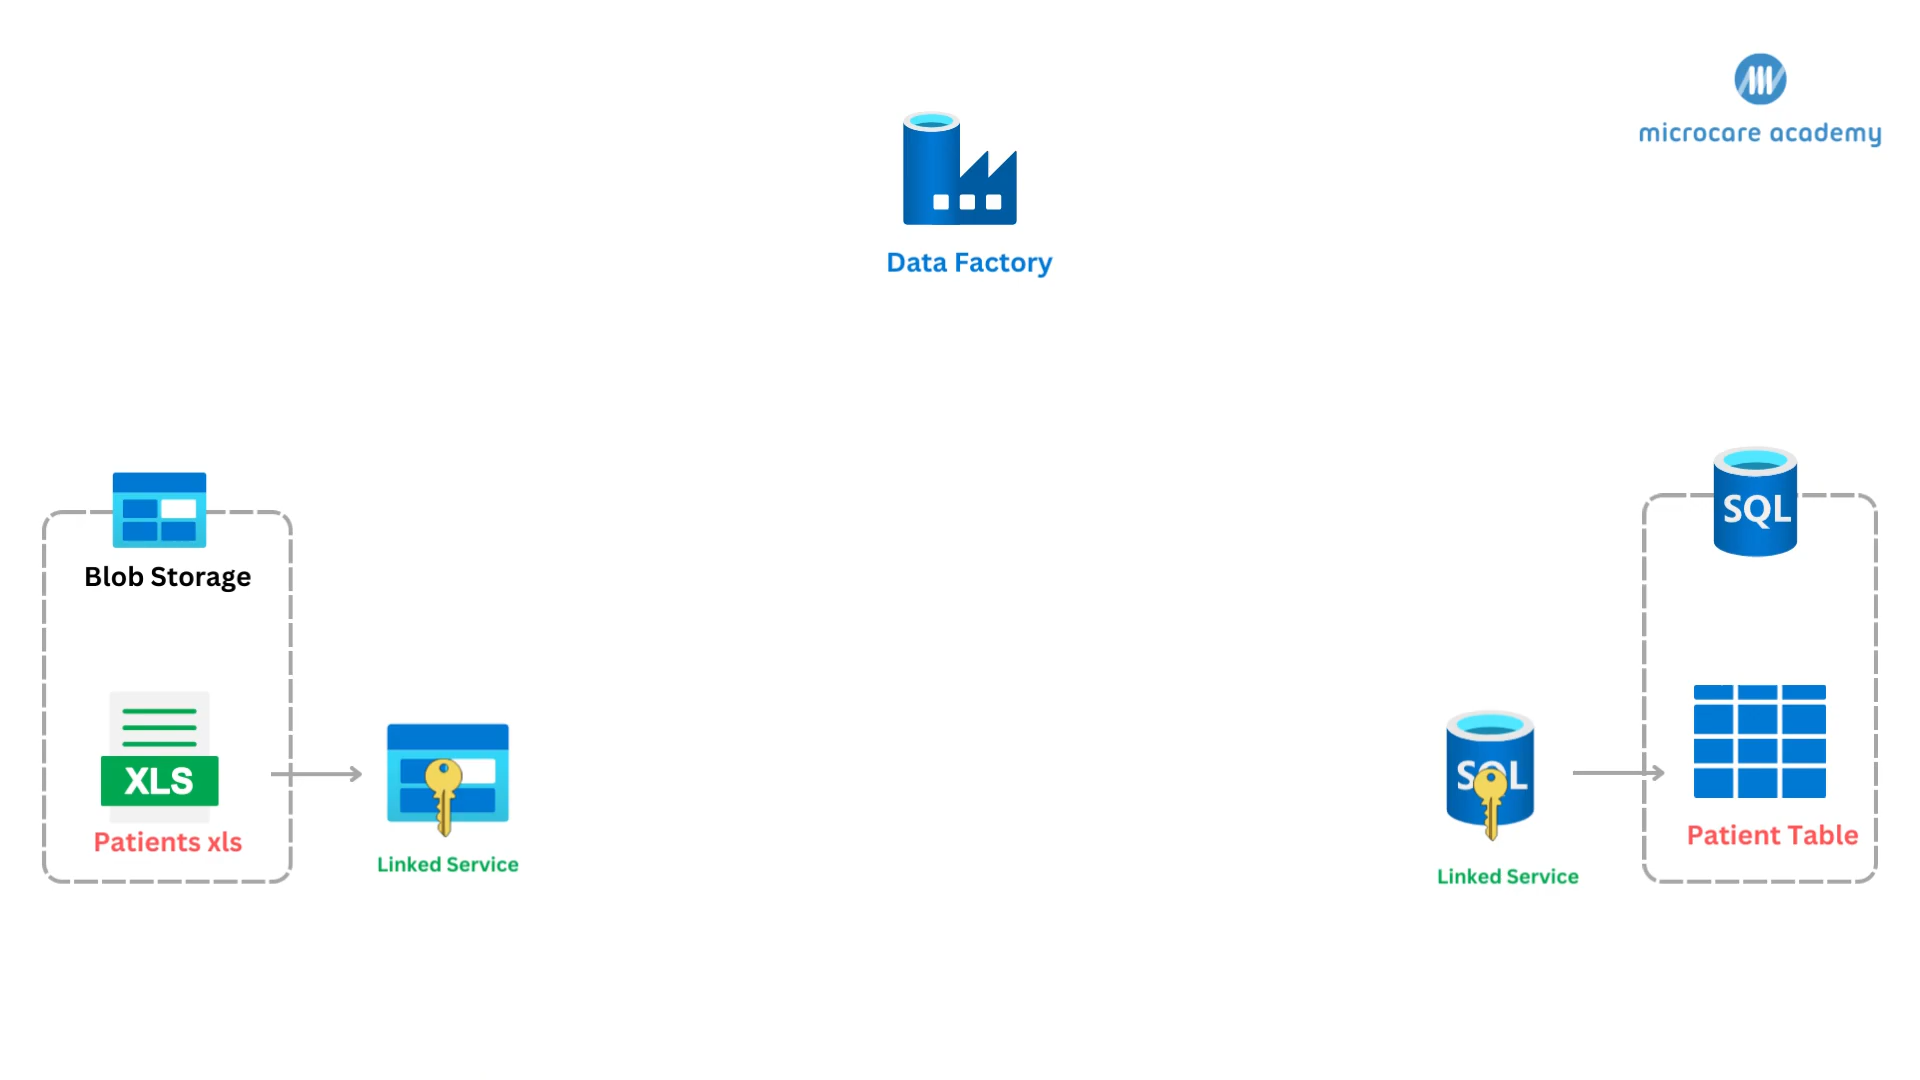 microcare academy
Data Factory
SQL
Blob Storage
XLS
SQL
Patients xls
Patient Table
Linked Service
Linked Service